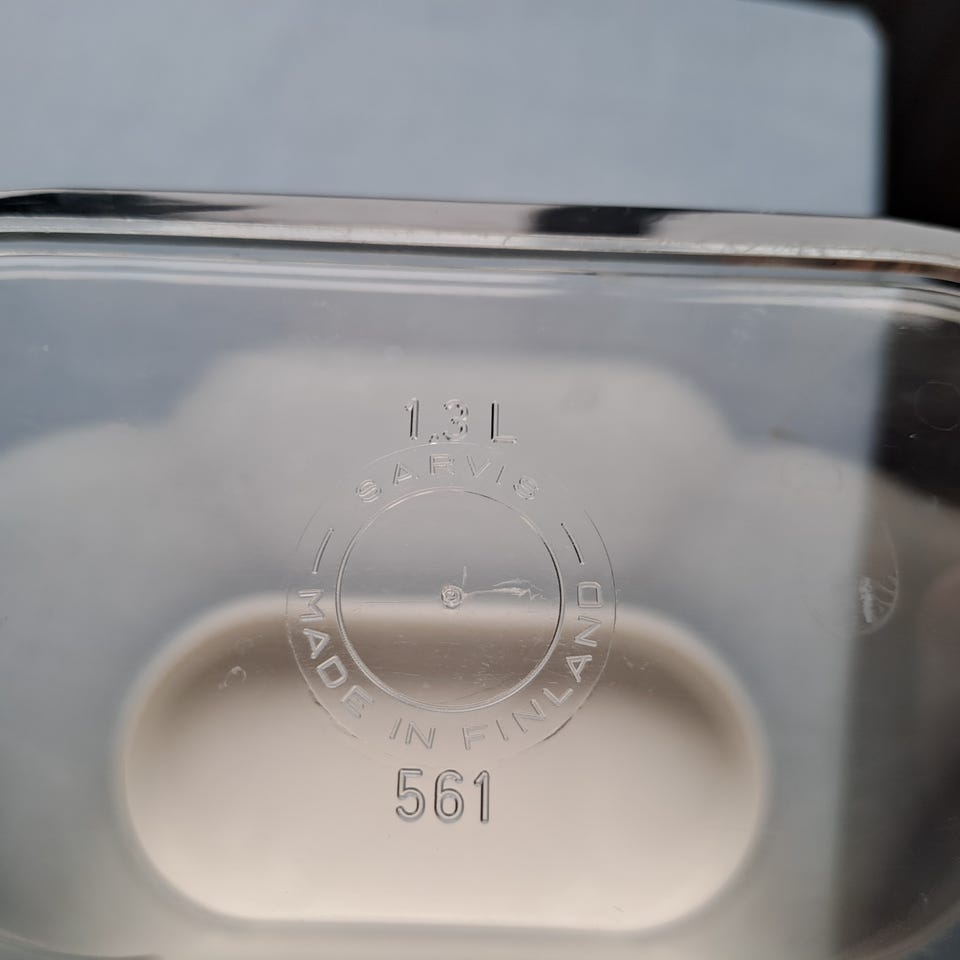 1.3 L
SARVIS
MADE IN FINLAND
561